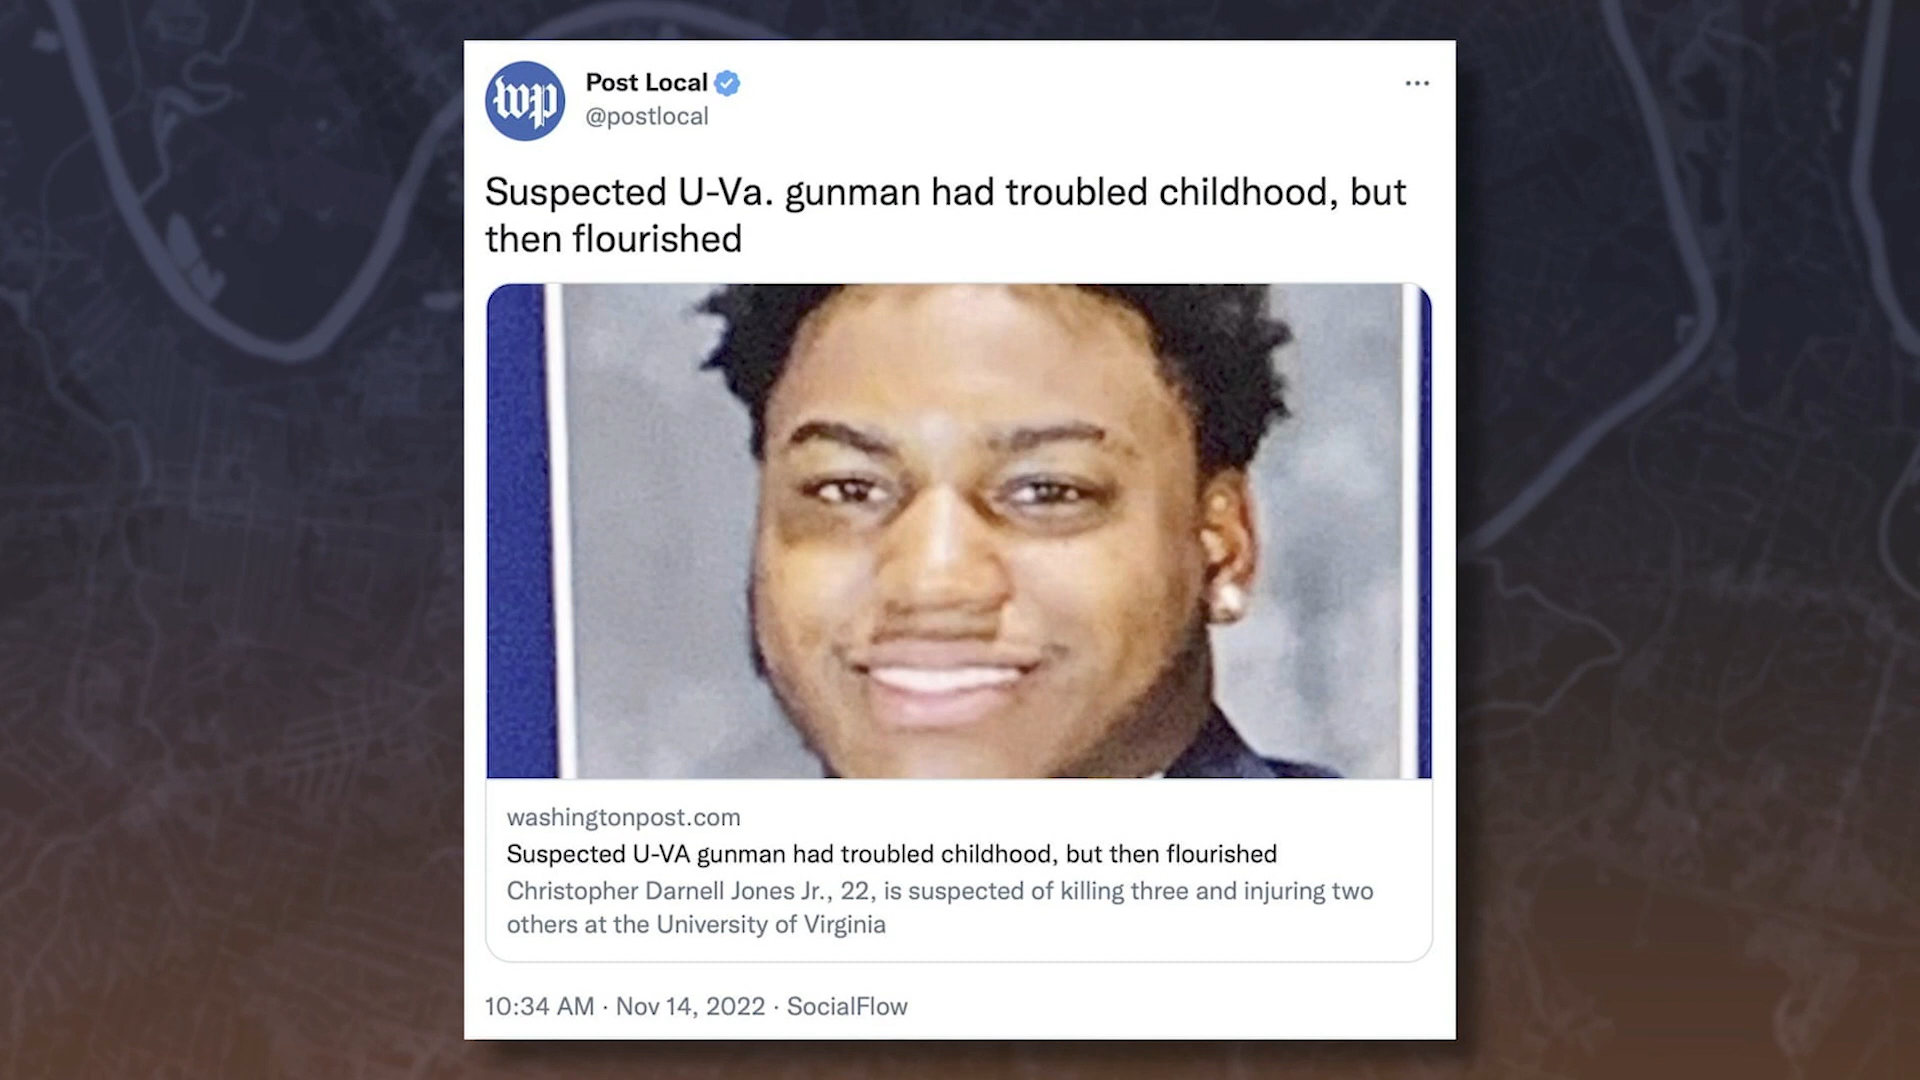 wp
Post Local
@postlocal
Suspected U-Va. gunman had troubled childhood, but
then flourished
washingtonpost.com
Suspected U-VA gunman had troubled childhood, but then flourished
Christopher Darnell Jones Jr., 22, is suspected of killing three and injuring two
others at the University of Virginia
10:34 AM · Nov 14, 2022 · SocialFlow